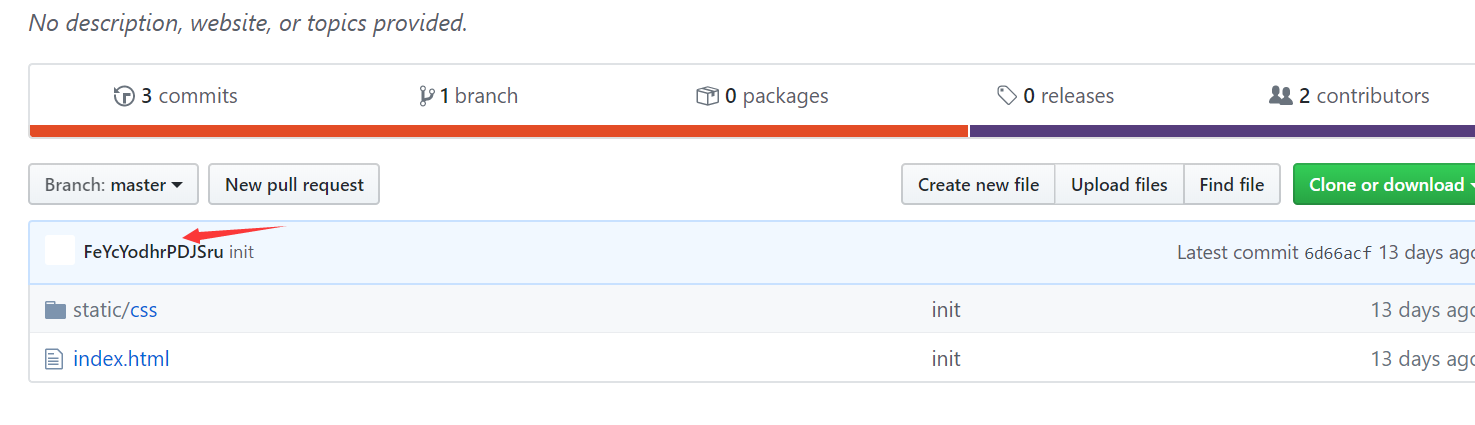 No description, website, or topics provided.
3 commits
1 branch
0 packages
0 releases
2 contributors
Branch: master
New pull request
Create new file
Upload files
Find file
Clone or download
FeYcYodhrPDJSru init
Latest commit 6d66acf 13 days ago
static/css
init
13 days ago
index.html
init
13 days ago